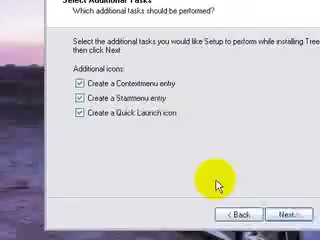 Select Additional Tasks
Which additional tasks should be performed?
Select the additional tasks you would like Setup to perform while installing Tree
then click Next
Additional icons:
Create a Contextmenu entry
Create a Starmenu entry
Create a Quick Launch icon
< Back
Next